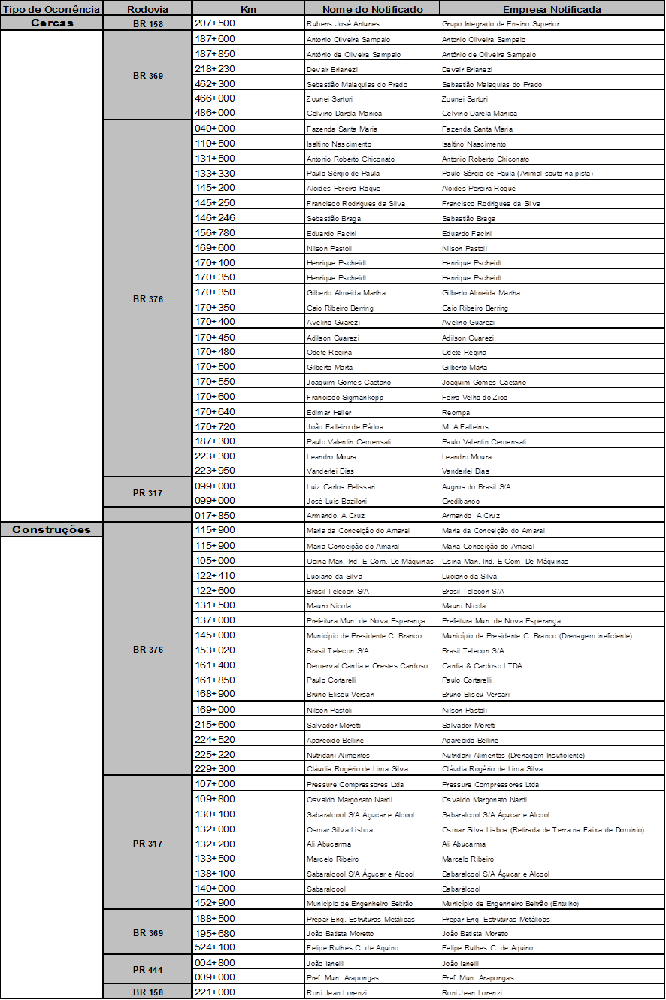 Tipo de Ocorrência Rodovia Km Nome do Notificado Empresa Notificada
Cercas BR 158 207+500 Rubens José Antunes Grupo Integrado de Ensino Superior
BR 369 187+600 Antonio Oliveira Sampaio Antonio Oliveira Sampaio
187+850 Antônio de Oliveira Sampaio Antônio de Oliveira Sampaio
218+230 Devair Brianezi Devair Brianezi
462+300 Sebastião Malaquias do Prado Sebastião Malaquias do Prado
466+000 Zounei Sartori Zounei Sartori
486+000 Celvino Darela Manica Celvino Darela Manica
BR 376 040+000 Fazenda Santa Maria Fazenda Santa Maria
110+500 Isaltino Nascimento Isaltino Nascimento
131+500 Antonio Roberto Chiconato Antonio Roberto Chiconato
133+330 Paulo Sérgio de Paula Paulo Sérgio de Paula (Animal souto na pista)
145+200 Alcides Pereira Roque Alcides Pereira Roque
145+250 Francisco Rodrigues da Silva Francisco Rodrigues da Silva
146+246 Sebastião Braga Sebastião Braga
156+780 Eduardo Facini Eduardo Facini
169+600 Nilson Pastoli Nilson Pastoli
170+100 Henrique Pscheidt Henrique Pscheidt
170+350 Henrique Pscheidt Henrique Pscheidt
170+350 Gilberto Almeida Martha Gilberto Almeida Martha
170+350 Caio Ribeiro Berring Caio Ribeiro Berring
170+400 Avelino Guarezi Avelino Guarezi
170+450 Adilson Guarezi Adilson Guarezi
170+480 Odete Regina Odete Regina
170+500 Gilberto Marta Gilberto Marta
170+550 Joaquim Gomes Caetano Joaquim Gomes Caetano
170+600 Francisco Sigmankopp Ferro Velho do Zico
170+640 Edimar Heller Reompa
170+720 João Falleiro de Pádoa M. A Falleiros
187+300 Paulo Valentin Cemensati Paulo Valentin Cemensati
223+300 Leandro Moura Leandro Moura
223+950 Vanderlei Dias Vanderlei Dias
PR 317 099+000 Luiz Carlos Pelissari Augros do Brasil S/A
099+000 José Luis Baziloni Credibanco
017+850 Armando A Cruz Armando A Cruz
Construções BR 376 115+900 Maria da Conceição do Amaral Maria da Conceição do Amaral
115+900 Maria Conceição do Amaral Maria Conceição do Amaral
105+000 Usina Man. Ind. E Com. De Máquinas Usina Man. Ind. E Com. De Máquinas
122+410 Luciano da Silva Luciano da Silva
122+600 Brasil Telecon S/A Brasil Telecon S/A
131+500 Mauro Nicola Mauro Nicola
137+000 Prefeitura Mun. de Nova Esperança Prefeitura Mun. de Nova Esperança
145+000 Município de Presidente C. Branco Município de Presidente C. Branco (Drenagem ineficiente)
153+020 Brasil Telecon S/A Brasil Telecon S/A
161+400 Demerval Cardia e Orestes Cardoso Cardia & Cardoso LTDA
161+850 Paulo Cortarelli Paulo Cortarelli
168+900 Bruno Eliseu Versari Bruno Eliseu Versari
169+000 Nilson Pastoli Nilson Pastoli
215+600 Salvador Moretti Salvador Moretti
224+520 Aparecido Belline Aparecido Belline
225+220 Nutridani Alimentos Nutridani Alimentos (Drenagem Insuficiente)
229+300 Cláudia Rogério de Lima Silva Cláudia Rogério de Lima Silva
PR 317 107+000 Pressure Compressores Ltda Pressure Compressores Ltda
109+800 Osvaldo Margonato Nardi Osvaldo Margonato Nardi
130+100 Sabaralcool S/A Áçucar e Alcool Sabaralcool S/A Áçucar e Alcool
132+000 Osmar Silva Lisboa Osmar Silva Lisboa (Retirada de Terra na Faixa de Dominio)
132+200 Ali Abucarma Ali Abucarma
133+500 Marcelo Ribeiro Marcelo Ribeiro
138+100 Sabaralcool S/A Áçucar e Alcool Sabaralcool S/A Áçucar e Alcool
140+000 Sabarálcool Sabarálcool
152+900 Município de Engenheiro Beltrão Município de Engenheiro Beltrão (Entulho)
BR 369 188+500 Prepar Eng. Estruturas Metálicas Prepar Eng. Estruturas Metálicas
195+680 João Batista Moretto João Batista Moretto
524+100 Felipe Ruthes C. de Aquino Felipe Ruthes C. de Aquino
PR 444 004+800 João Ianelli João Ianelli
009+000 Pref. Mun. Arapongas Pref. Mun. Arapongas
BR 158 221+000 Roni Jean Lorenzi Roni Jean Lorenzi